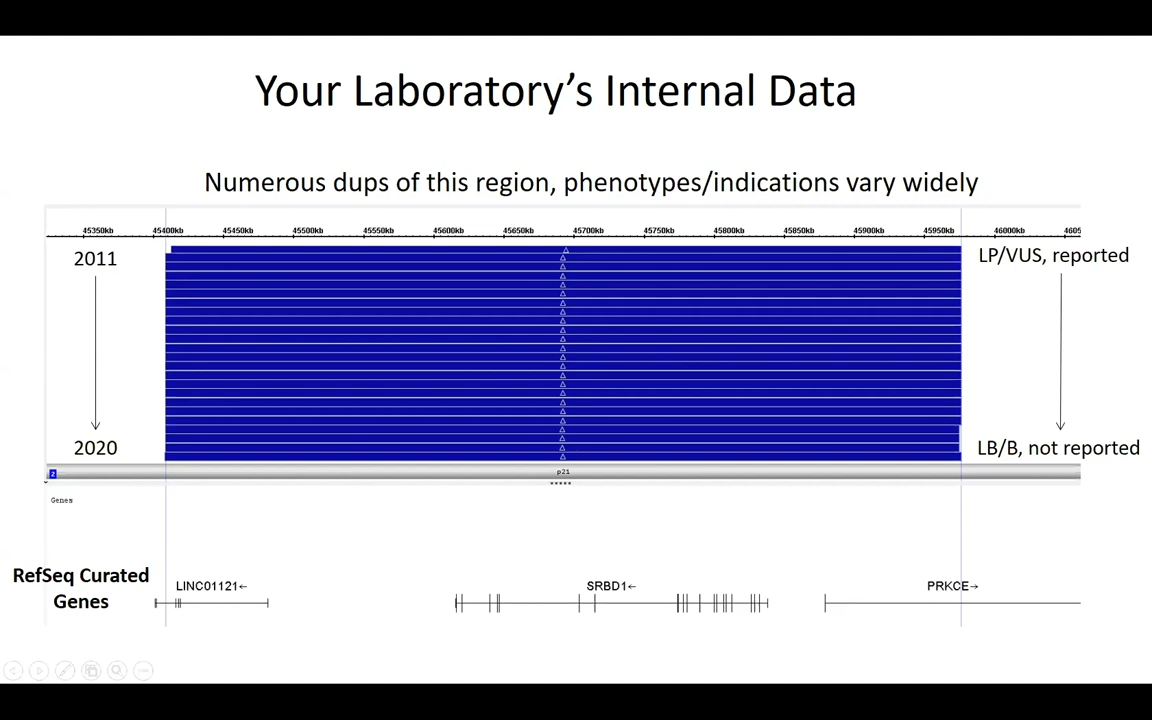 Your Laboratory's Internal Data
Numerous dups of this region, phenotypes/indications vary widely
45350kb 45400kb 45450kb 45500kb 45550kb 45600kb 45650kb 45700kb 45750kb 45800kb 45850kb 45900kb 45950kb 46000kb 4605
2011
LP/VUS, reported
2020
LB/B, not reported
2
p21
Genes
RefSeq Curated
Genes
LINC01121←
SRBD1←
PRKCE→